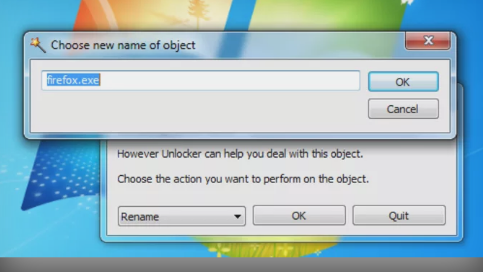 Choose new name of object
firefox.exe
OK
Cancel
However Unlocker can help you deal with this object.
Choose the action you want to perform on the object.
Rename OK Quit